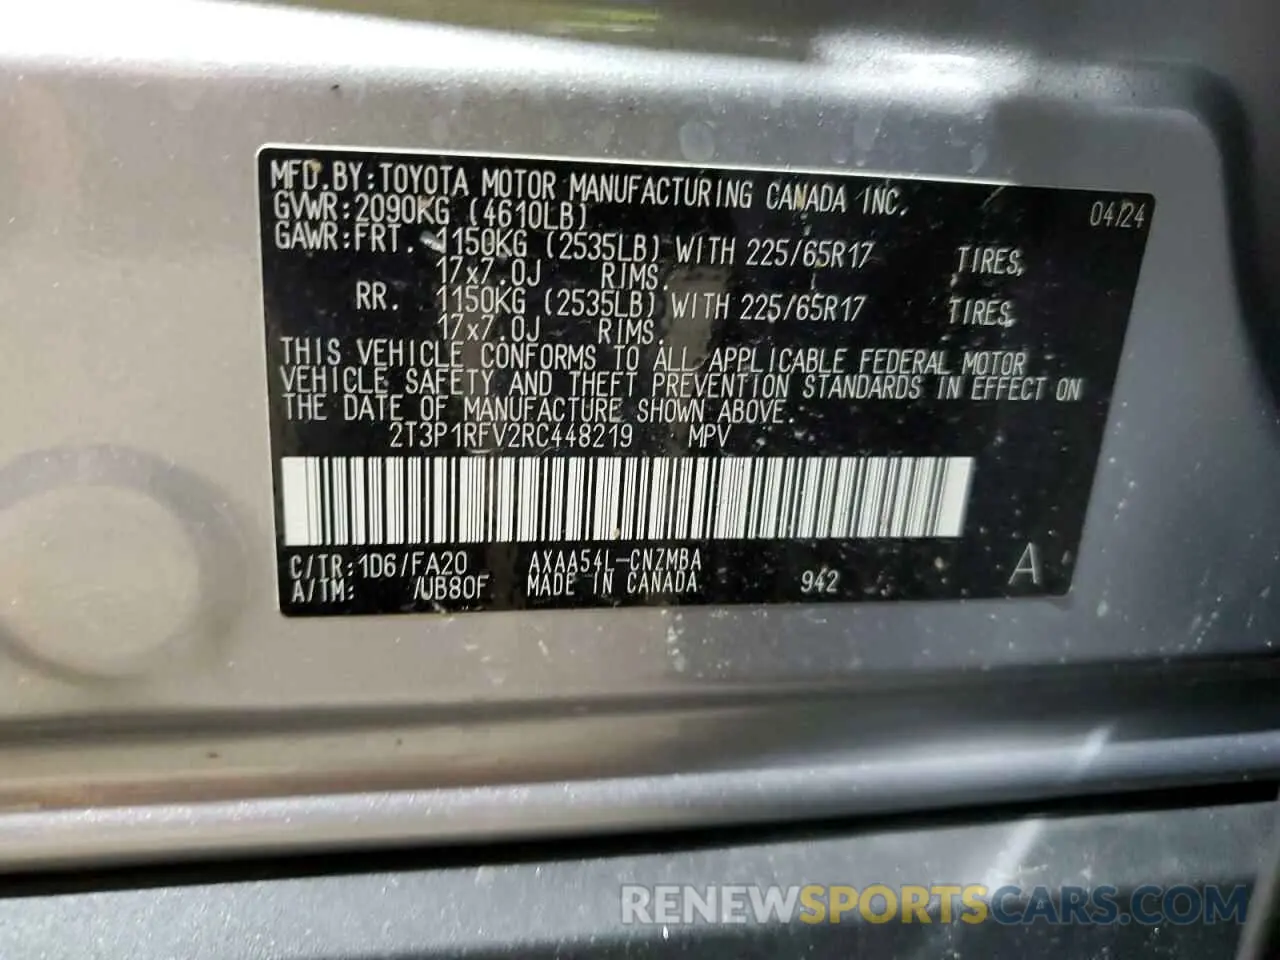 MFD.BY:TOYOTA MOTOR MANUFACTURING CANADA INC.
GVWR:2090KG (4610LB) 04/24
GAWR:FRT. 1150KG (2535LB) WITH 225/65R17 TIRES,
17x7.0J RIMS.
RR. 1150KG (2535LB) WITH 225/65R17 TIRES,
17x7.0J RIMS.
THIS VEHICLE CONFORMS TO ALL APPLICABLE FEDERAL MOTOR
VEHICLE SAFETY AND THEFT PREVENTION STANDARDS IN EFFECT ON
THE DATE OF MANUFACTURE SHOWN ABOVE.
2T3P1RFV2RC448219 MPV
C/TR:1D6/FA20 AXAA54L-CNZMBA
A/TM: /UB80F MADE IN CANADA 942 A
RENEWSPORTSCARS.COM